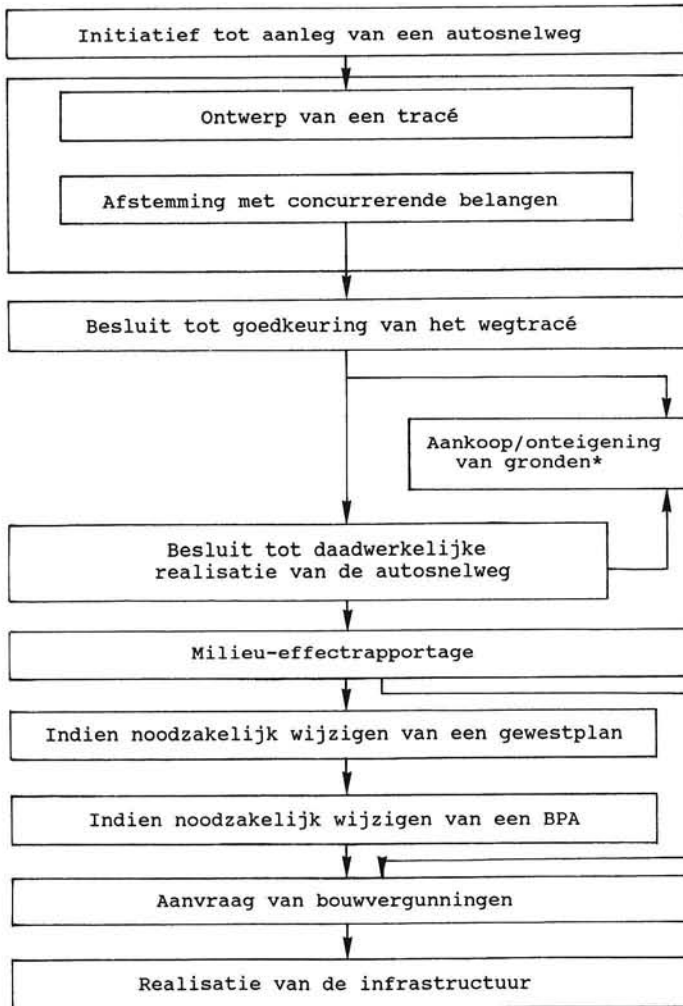 Initiatief tot aanleg van een autosnelweg
Ontwerp van een tracé
Afstemming met concurrerende belangen
Besluit tot goedkeuring van het wegtracé
Aankoop/onteigening
van gronden*
Besluit tot daadwerkelijke
realisatie van de autosnelweg
Milieu-effectrapportage
Indien noodzakelijk wijzigen van een gewestplan
Indien noodzakelijk wijzigen van een BPA
Aanvraag van bouwvergunningen
Realisatie van de infrastructuur